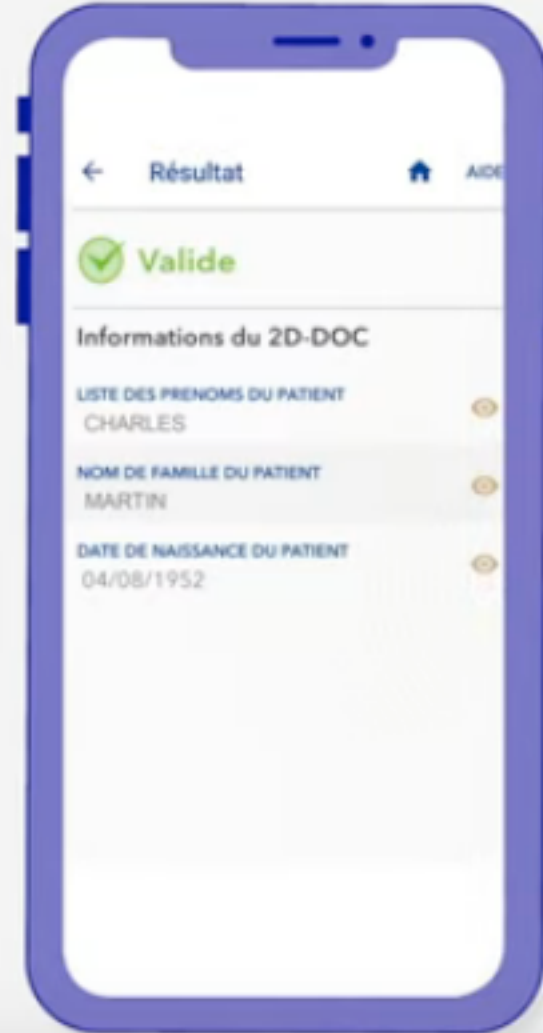 Résultat AIDE
Valide
Informations du 2D-DOC
LISTE DES PRENOMS DU PATIENT
CHARLES
NOM DE FAMILLE DU PATIENT
MARTIN
DATE DE NAISSANCE DU PATIENT
04/08/1952